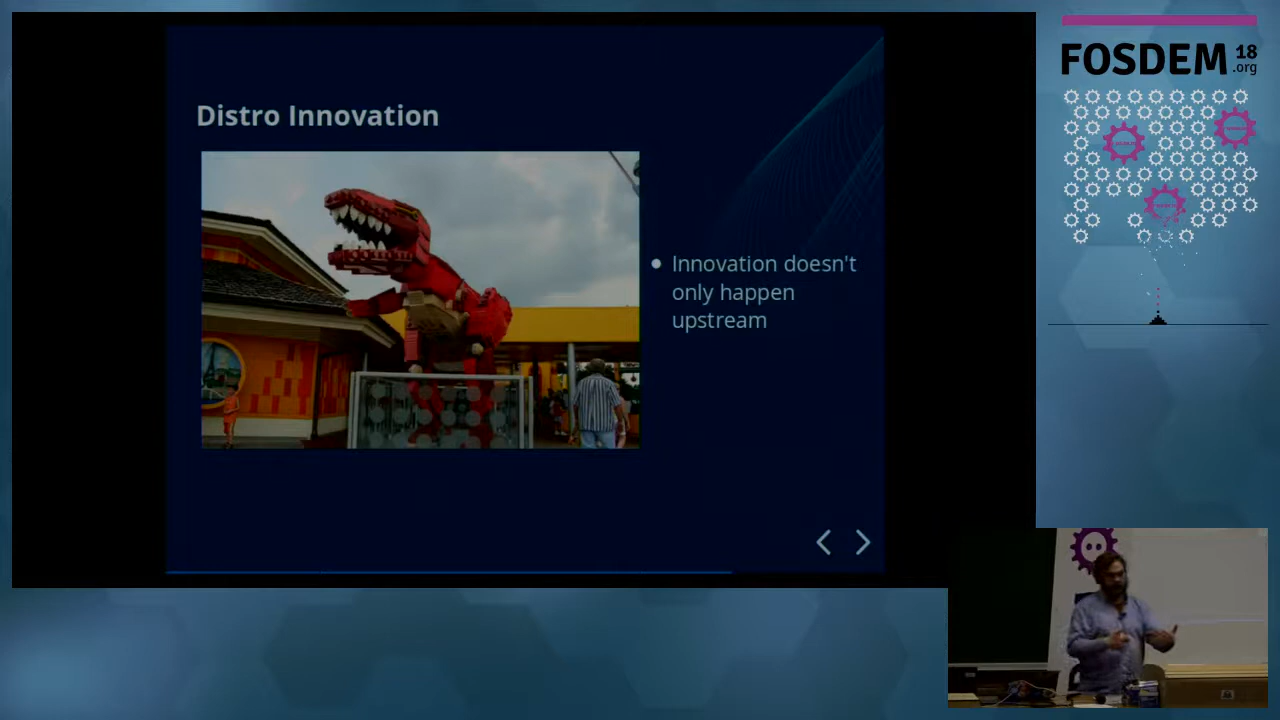 Distro Innovation
Innovation doesn't
only happen
upstream
FOSDEM 18
.org